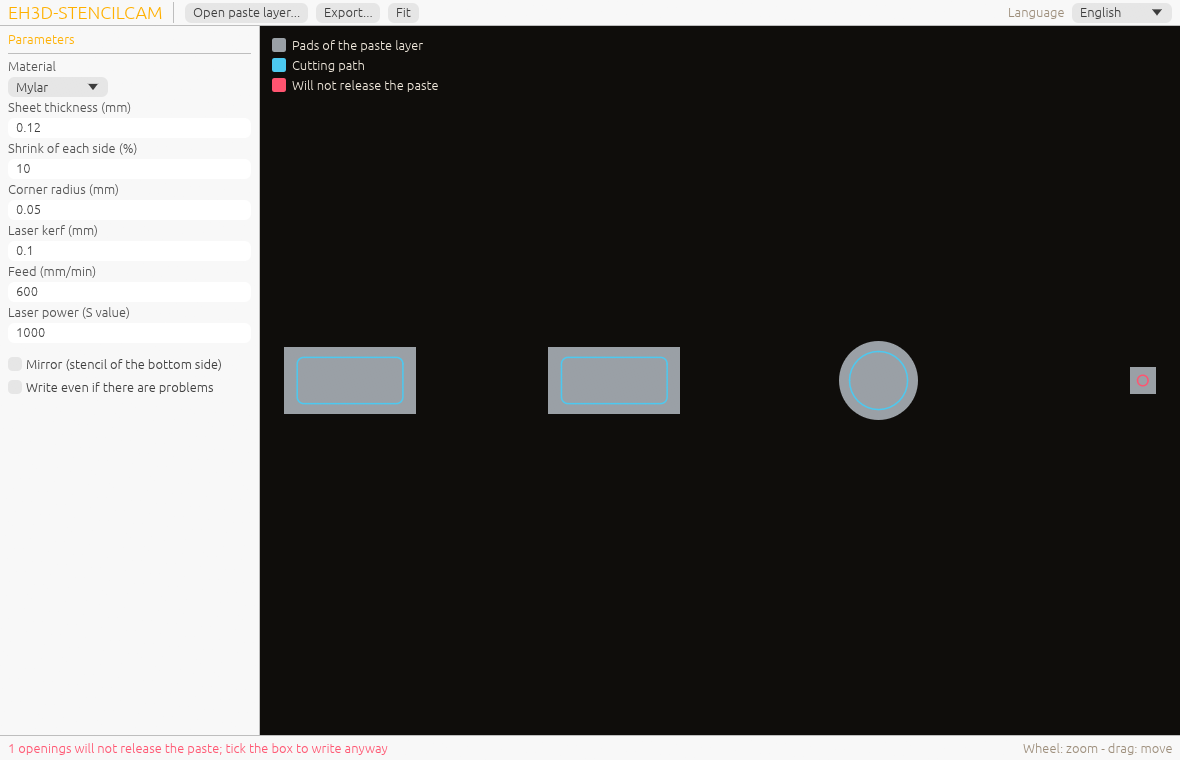 EH3D-STENCILCAM
Open paste layer...
Export...
Fit
Language
English
Parameters
Material
Mylar
Sheet thickness (mm)
0.12
Shrink of each side (%)
10
Corner radius (mm)
0.05
Laser kerf (mm)
0.1
Feed (mm/min)
600
Laser power (S value)
1000
Mirror (stencil of the bottom side)
Write even if there are problems
Pads of the paste layer
Cutting path
Will not release the paste
1 openings will not release the paste; tick the box to write anyway
Wheel: zoom - drag: move